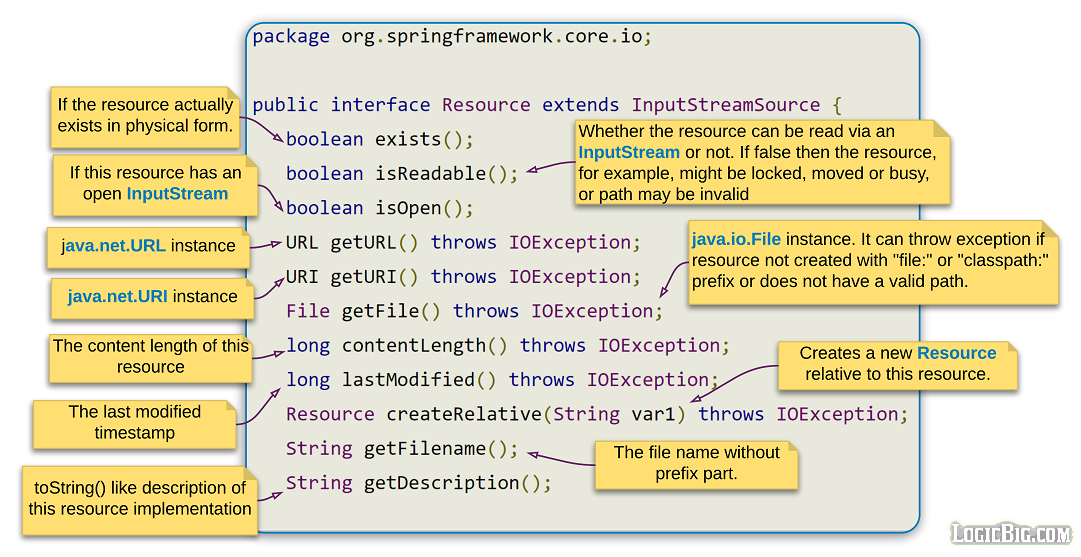 package org.springframework.core.io;
public interface Resource extends InputStreamSource {
If the resource actually
exists in physical form.
boolean exists();
Whether the resource can be read via an
InputStream or not. If false then the resource,
for example, might be locked, moved or busy,
or path may be invalid
boolean isReadable();
If this resource has an
open InputStream
boolean isOpen();
java.net.URL instance
URL getURL() throws IOException;
java.io.File instance. It can throw exception if
resource not created with "file:" or "classpath:"
prefix or does not have a valid path.
java.net.URI instance
URI getURI() throws IOException;
File getFile() throws IOException;
The content length of this
resource
long contentLength() throws IOException;
Creates a new Resource
relative to this resource.
long lastModified() throws IOException;
The last modified
timestamp
Resource createRelative(String var1) throws IOException;
String getFilename();
The file name without
prefix part.
toString() like description of
this resource implementation
String getDescription();
LogicBig.com